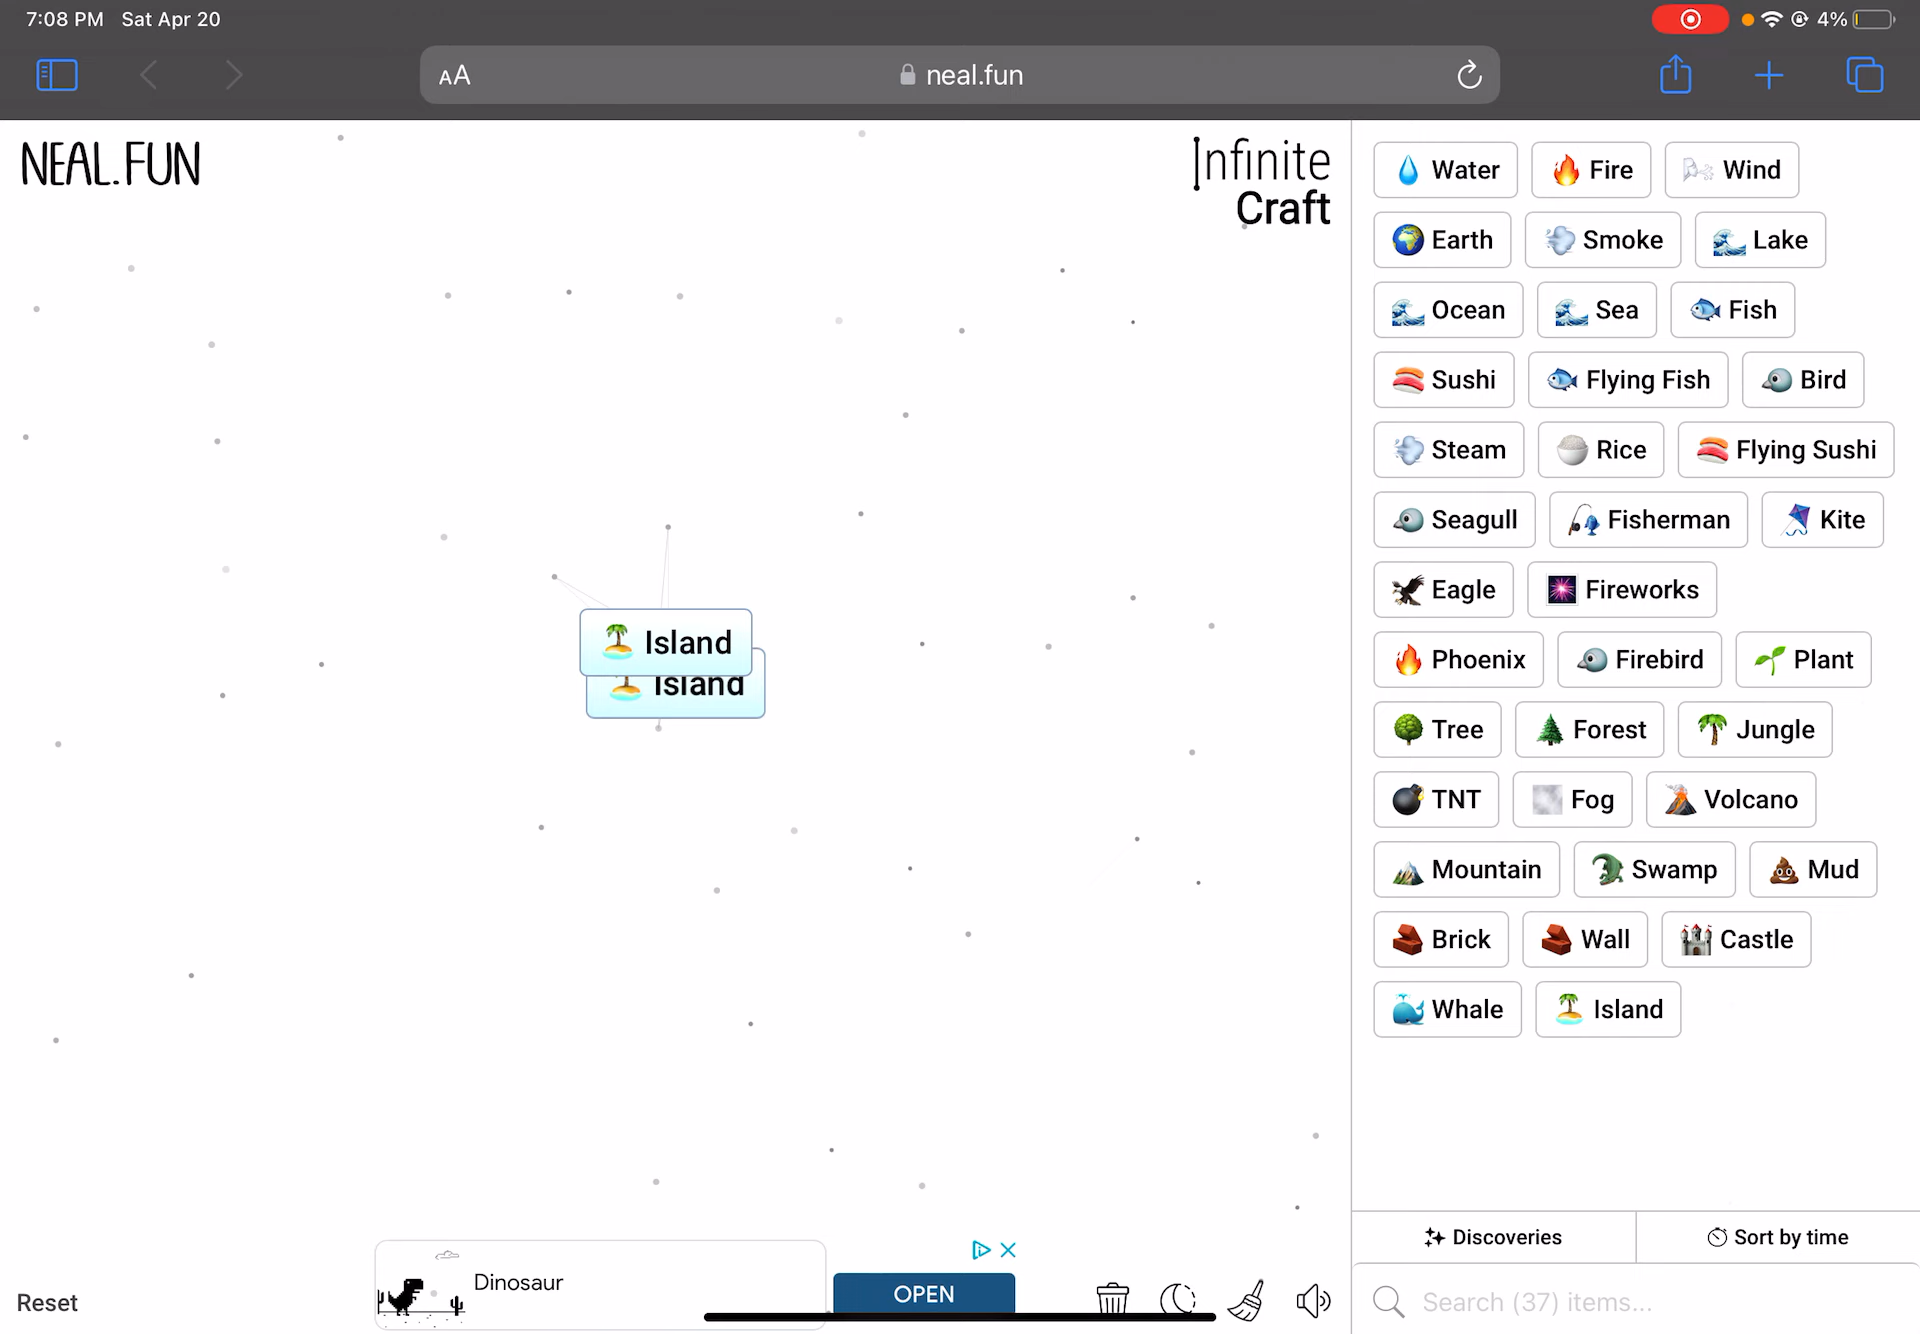 7:08 PM Sat Apr 20
4%
AA
neal.fun
NEAL.FUN
Infinite
Craft
Water
Fire
Wind
Earth
Smoke
Lake
Ocean
Sea
Fish
Sushi
Flying Fish
Bird
Steam
Rice
Flying Sushi
Seagull
Fisherman
Kite
Eagle
Fireworks
Phoenix
Firebird
Plant
Tree
Forest
Jungle
TNT
Fog
Volcano
Mountain
Swamp
Mud
Brick
Wall
Castle
Whale
Island
Island
Island
Discoveries
Sort by time
Search (37) items...
Reset
Dinosaur
OPEN